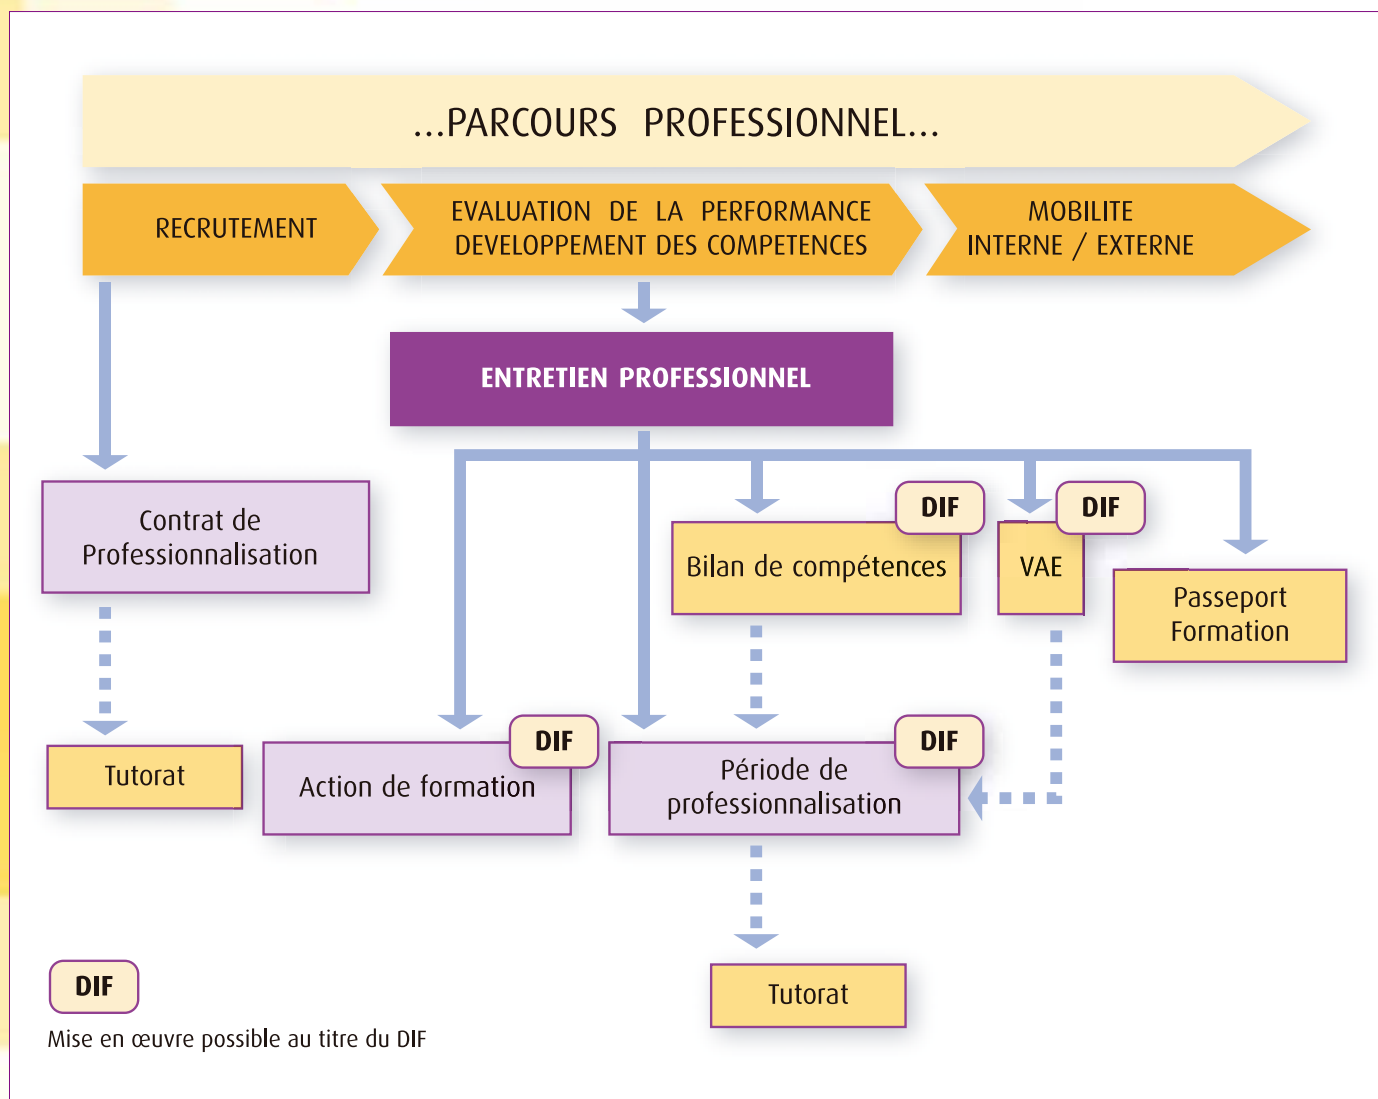 ...PARCOURS PROFESSIONNEL...
RECRUTEMENT
EVALUATION DE LA PERFORMANCE
DEVELOPPEMENT DES COMPETENCES
MOBILITE
INTERNE / EXTERNE
ENTRETIEN PROFESSIONNEL
Contrat de
Professionnalisation
DIF
Bilan de compétences
DIF
VAE
Passeport
Formation
Tutorat
DIF
Action de formation
DIF
Période de
professionnalisation
Tutorat
DIF
Mise en œuvre possible au titre du DIF